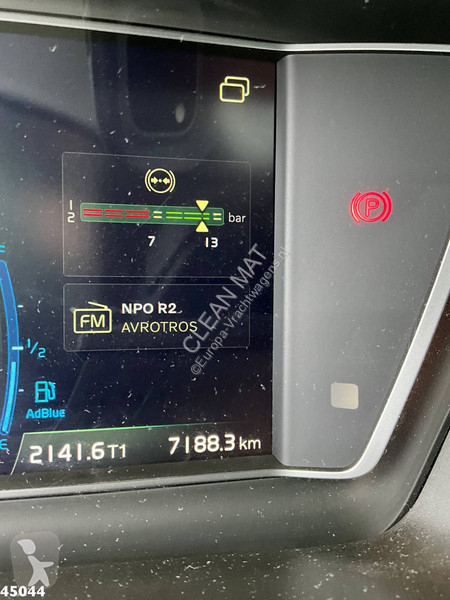 1
2
bar
7 13
P
FM
NPO R2
AVROTROS
1/2
AdBlue
2141.6T1 7188.3 km
CLEAN MAT
©Europa-Vrachtwagens.nl
45044